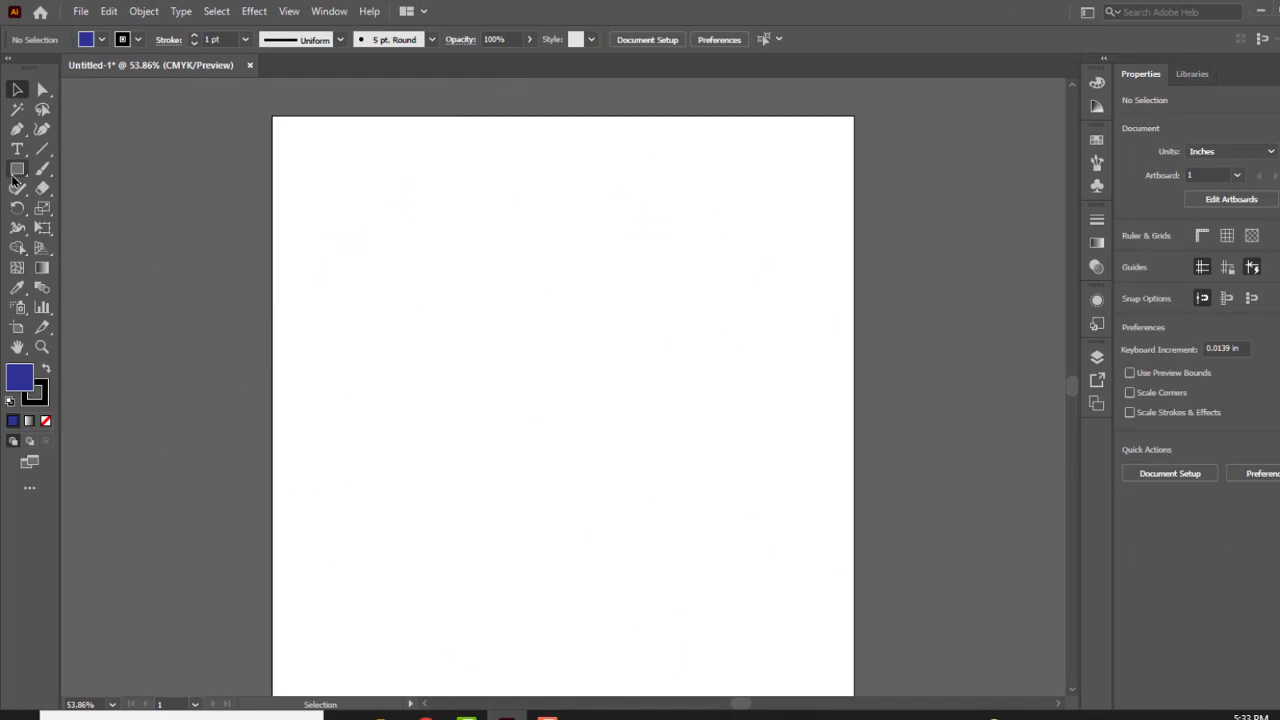 Ai File Edit Object Type Select Effect View Window Help Search Adobe Help
No Selection Stroke: 1 pt Uniform 5 pt. Round Opacity: 100% Style: Document Setup Preferences
Untitled-1* @ 53.86% (CMYK/Preview)
Properties Libraries
No Selection
Document
Units: Inches
Artboard: 1
Edit Artboards
Ruler & Grids
Guides
Snap Options
Preferences
Keyboard Increment: 0.0139 in
Use Preview Bounds
Scale Corners
Scale Strokes & Effects
Quick Actions
Document Setup Preferenc
53.86% 1 Selection
5:33 PM